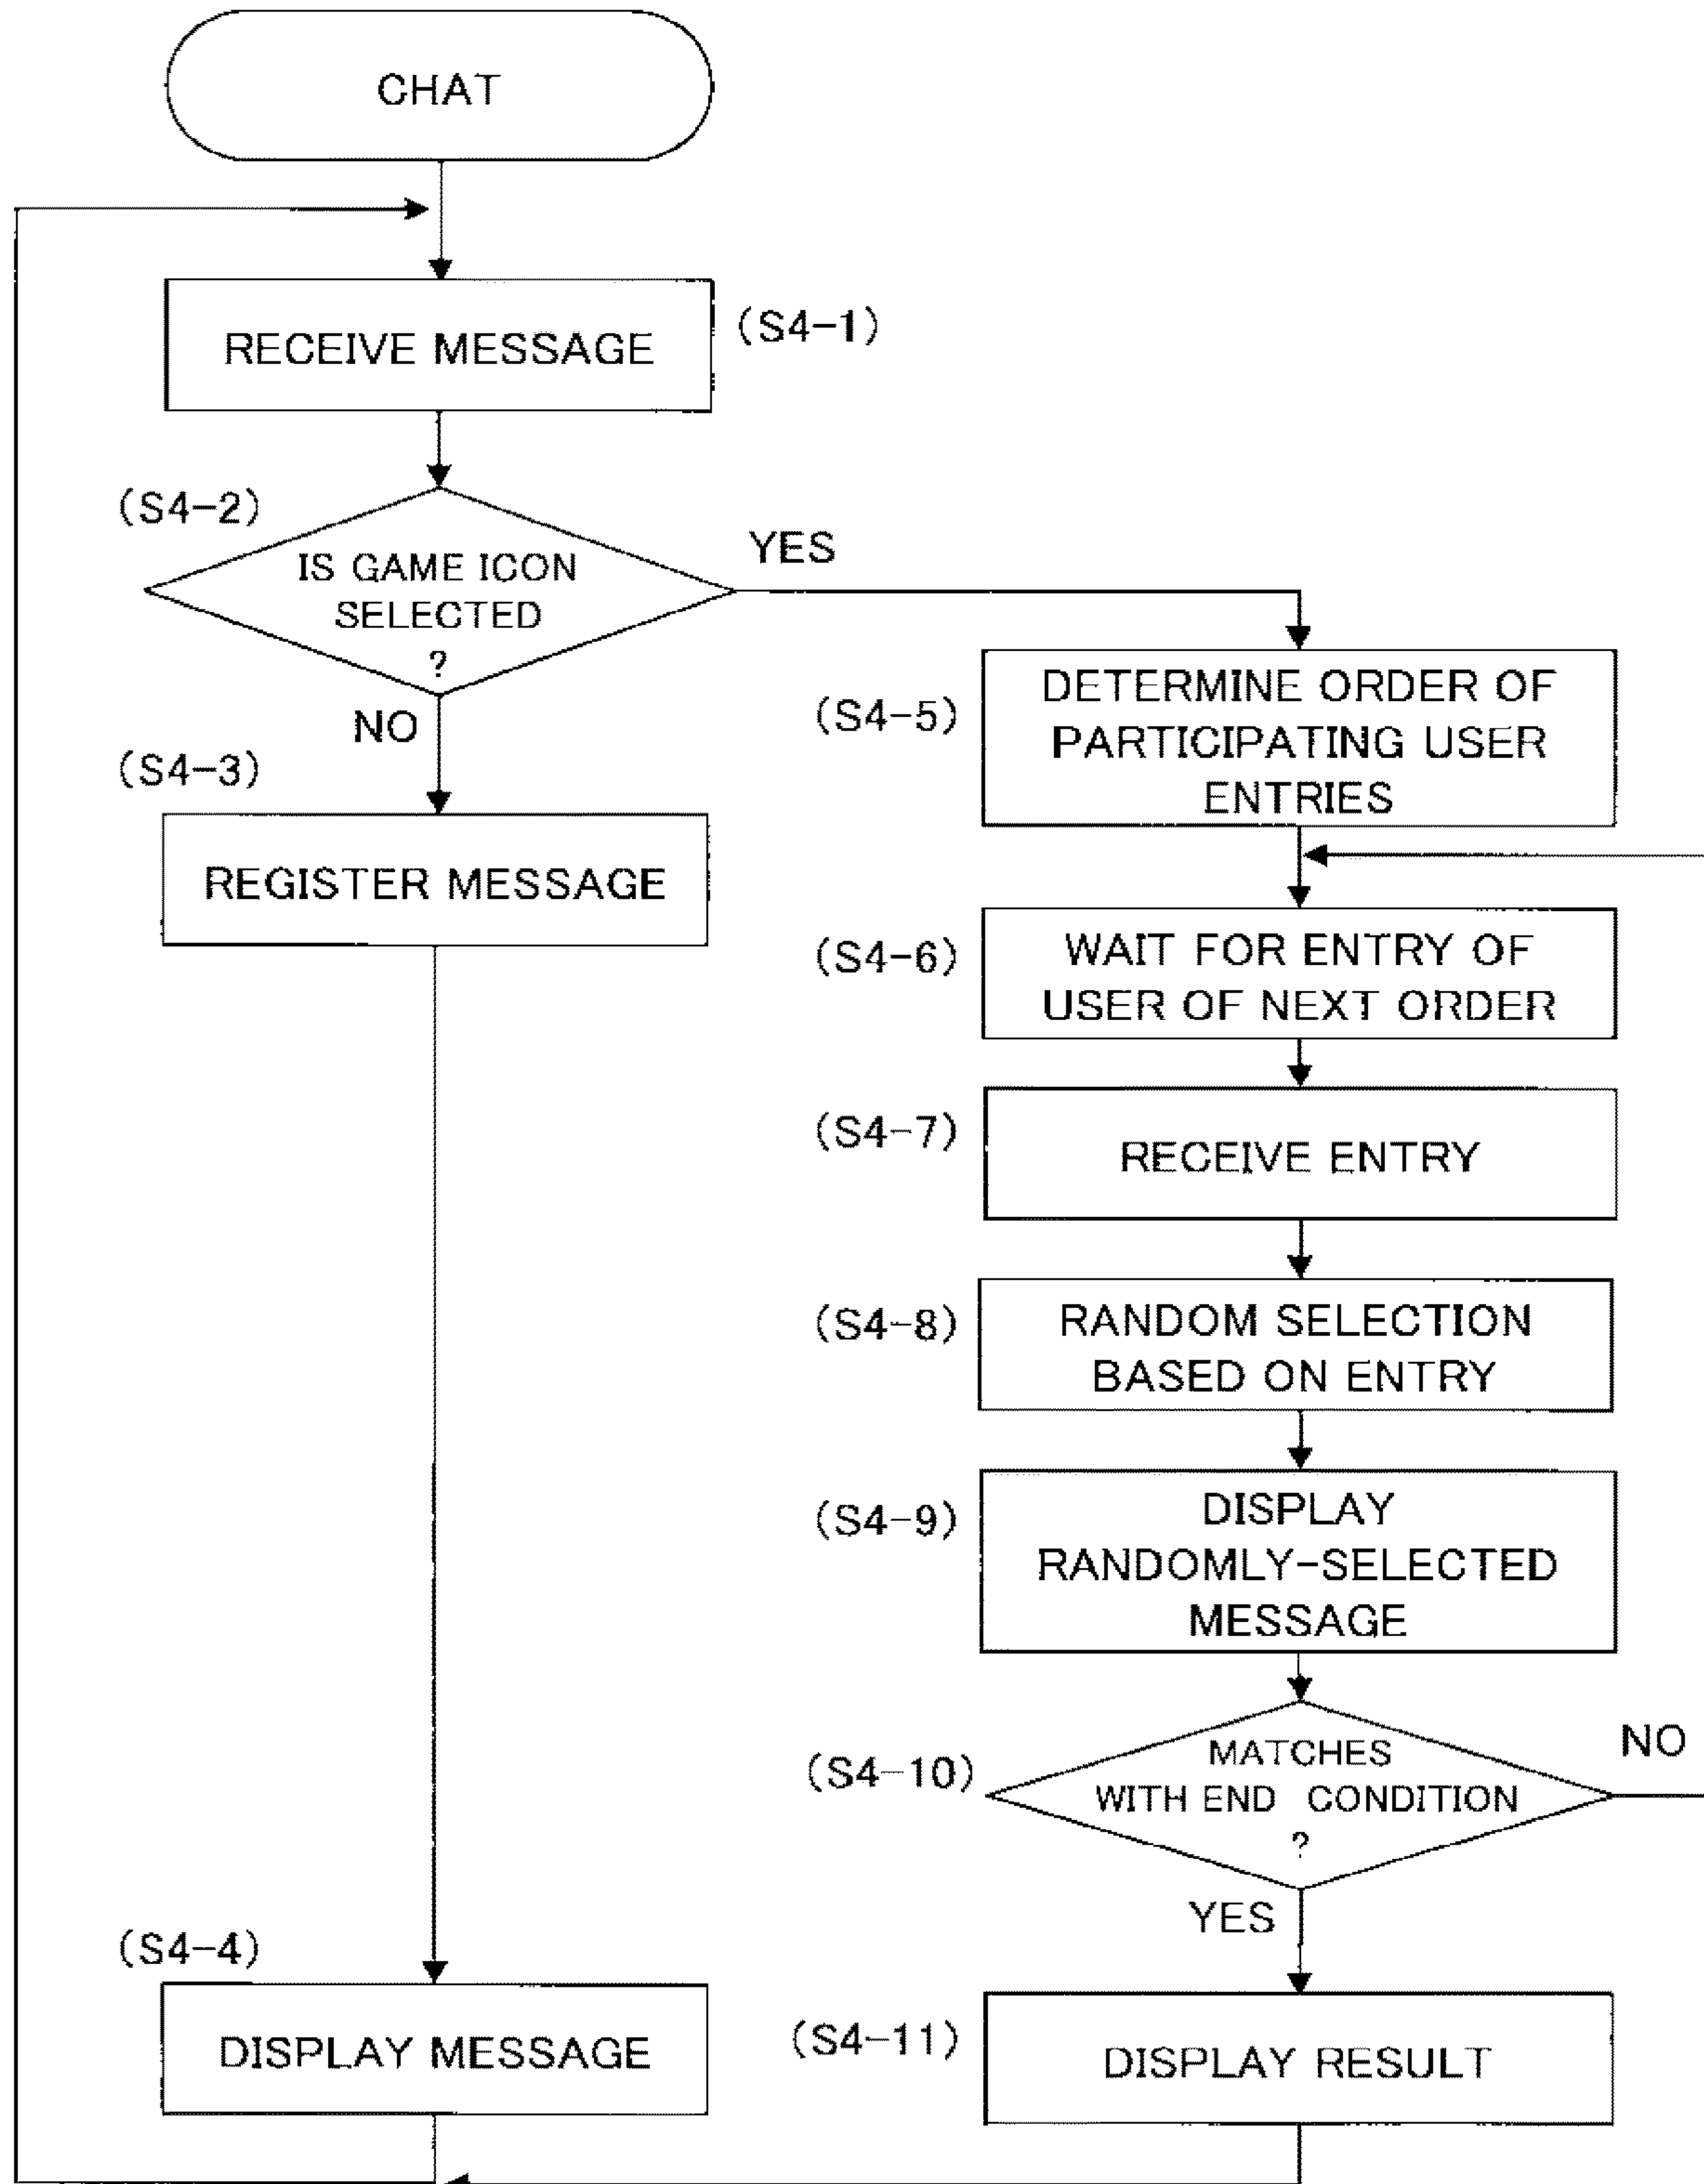 CHAT
RECEIVE MESSAGE
(S4-1)
(S4-2)
IS GAME ICON
SELECTED
?
YES
NO
(S4-3)
REGISTER MESSAGE
(S4-4)
DISPLAY MESSAGE
(S4-5)
DETERMINE ORDER OF
PARTICIPATING USER
ENTRIES
(S4-6)
WAIT FOR ENTRY OF
USER OF NEXT ORDER
(S4-7)
RECEIVE ENTRY
(S4-8)
RANDOM SELECTION
BASED ON ENTRY
(S4-9)
DISPLAY
RANDOMLY-SELECTED
MESSAGE
(S4-10)
MATCHES
WITH END CONDITION
?
NO
YES
(S4-11)
DISPLAY RESULT